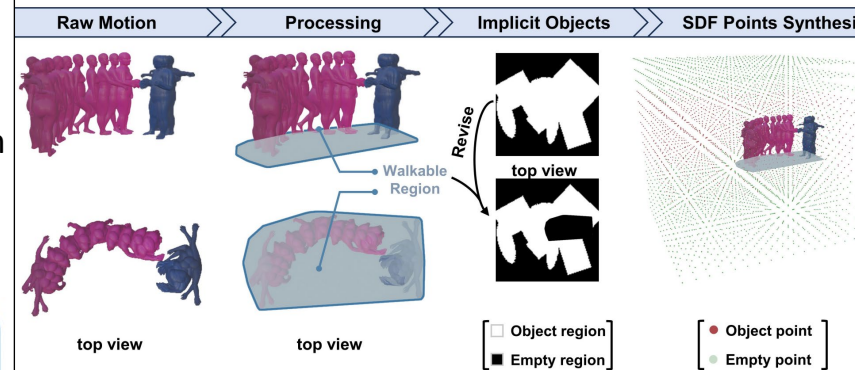 Raw Motion
Processing
Implicit Objects
SDF Points Synthesi
Walkable
Region
Revise
top view
top view
top view
Object region
Empty region
Object point
Empty point